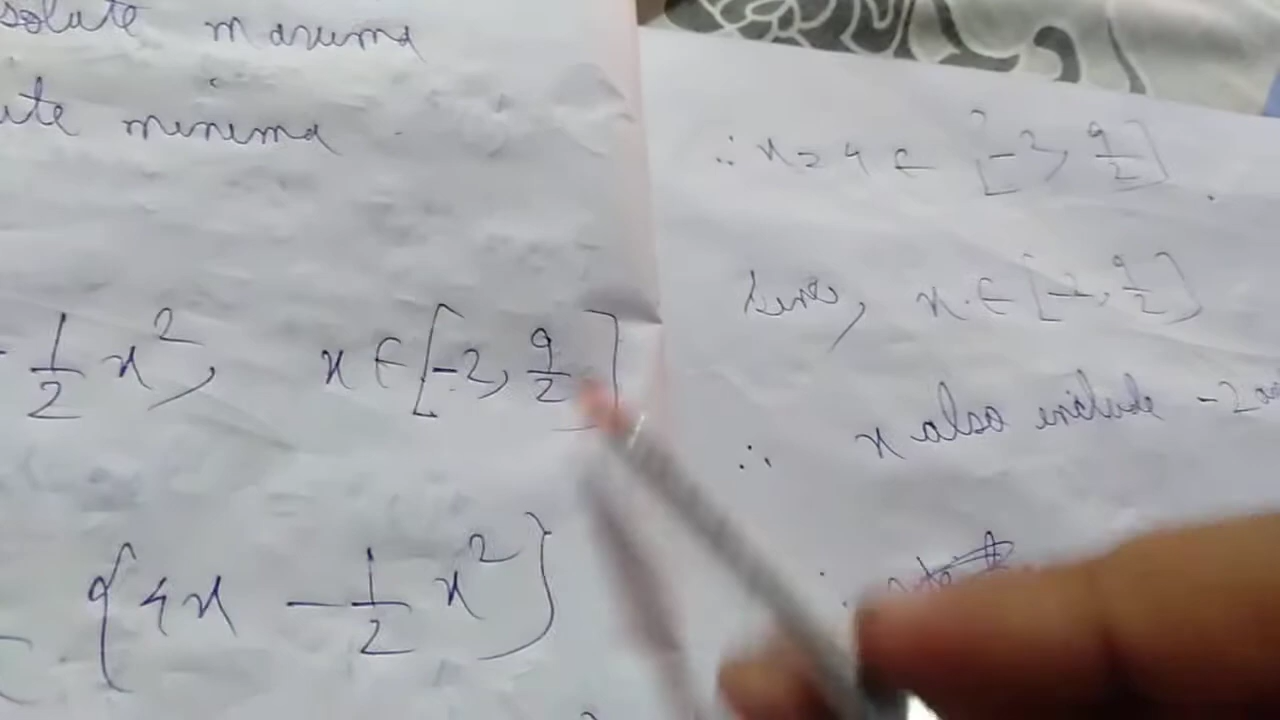 solute maxima
ute minima
- 1/2 x², x ∈ [-2, 9/2]
{4x - 1/2 x²}
∴ x = 4 ∈ [-2, 9/2]
x ∈ [-2, 9/2]
∴ x also include -2